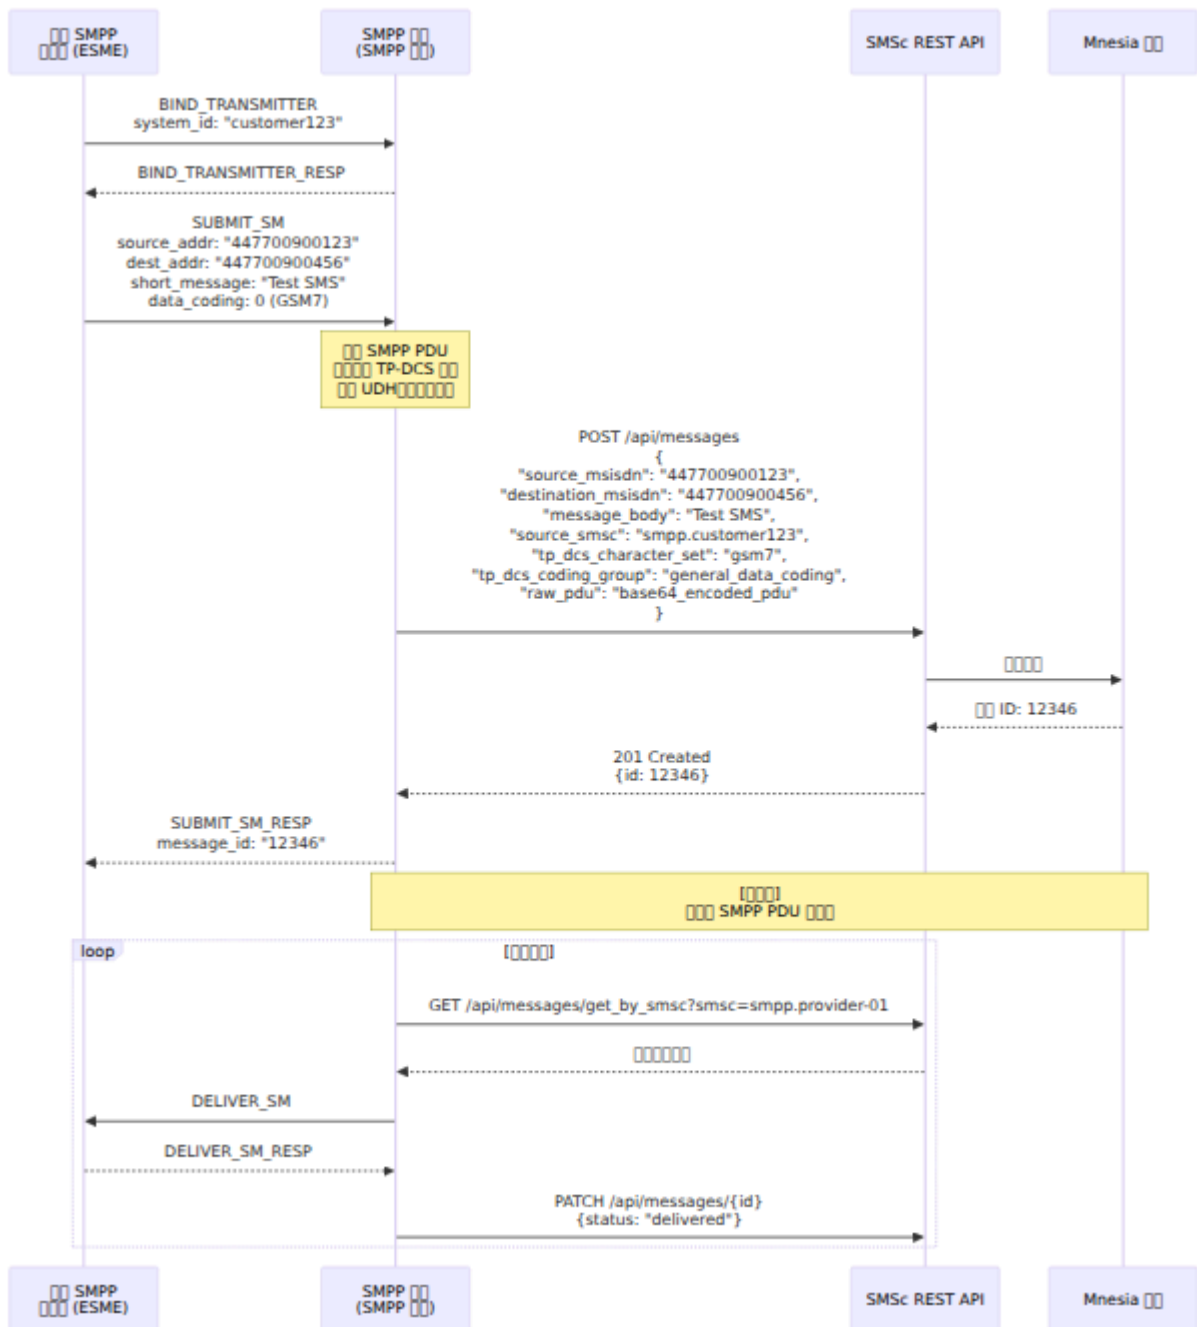 SMPP
(ESME)
SMPP
(SMPP
SMSc REST API
Mnesia
BIND_TRANSMITTER
system_id: "customer123"
BIND_TRANSMITTER_RESP
SUBMIT_SM
source_addr: "447700900123"
dest_addr: "447700900456"
short_message: "Test SMS"
data_coding: 0 (GSM7)
SMPP PDU
TP-DCS
UDH
POST /api/messages
{
"source_msisdn": "447700900123",
"destination_msisdn": "447700900456",
"message_body": "Test SMS",
"source_smsc": "smpp.customer123",
"tp_dcs_character_set": "gsm7",
"tp_dcs_coding_group": "general_data_coding",
"raw_pdu": "base64_encoded_pdu"
}
ID: 12346
201 Created
{id: 12346}
SUBMIT_SM_RESP
message_id: "12346"
SMPP PDU
loop
GET /api/messages/get_by_smsc?smsc=smpp.provider-01
DELIVER_SM
DELIVER_SM_RESP
PATCH /api/messages/{id}
{status: "delivered"}
SMPP
(ESME)
SMPP
(SMPP
SMSc REST API
Mnesia